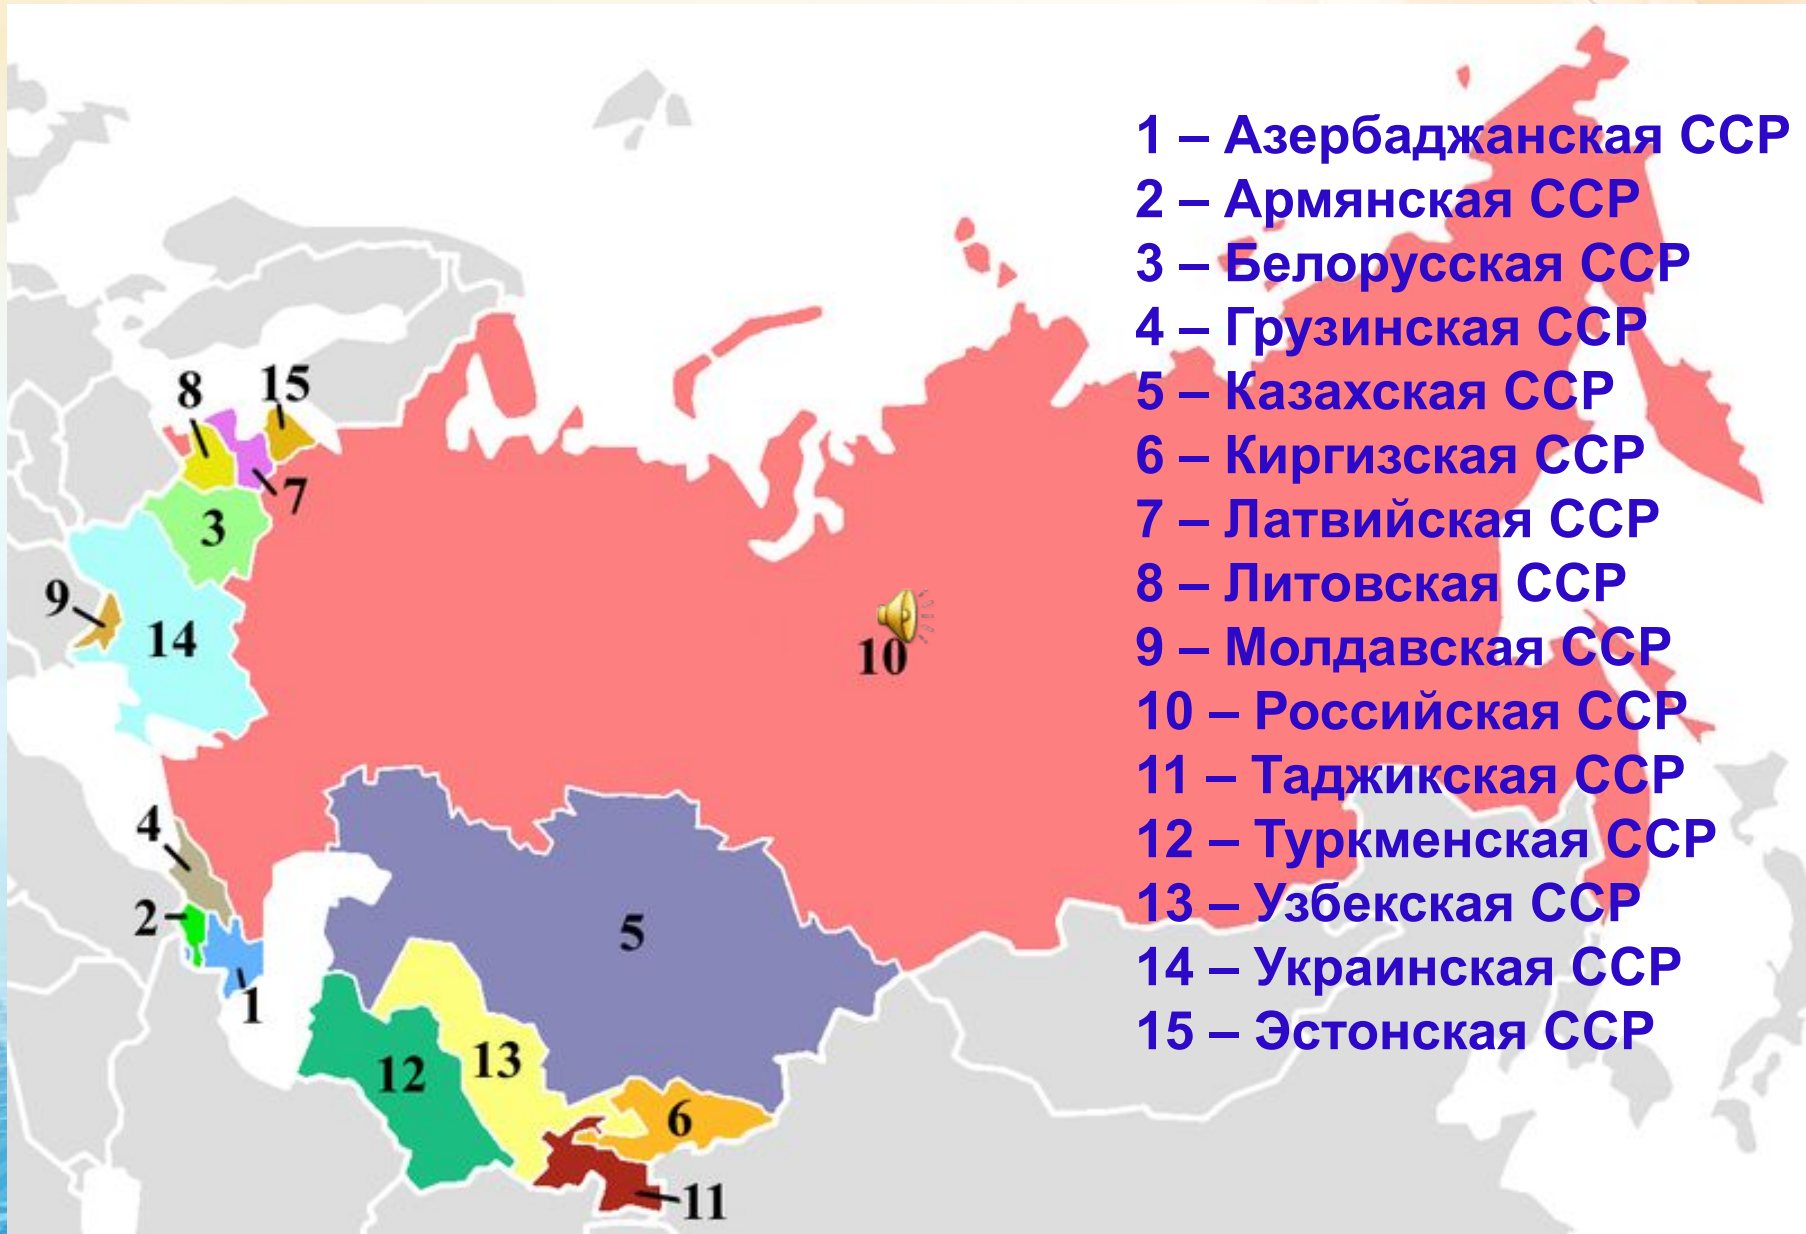 1 – Азербаджанская ССР
2 – Армянская ССР
3 – Белорусская ССР
4 – Грузинская ССР
5 – Казахская ССР
6 – Киргизская ССР
7 – Латвийская ССР
8 – Литовская ССР
9 – Молдавская ССР
10 – Российская ССР
11 – Таджикская ССР
12 – Туркменская ССР
13 – Узбекская ССР
14 – Украинская ССР
15 – Эстонская ССР
8
15
7
3
9
14
10
4
2
5
1
13
12
6
11